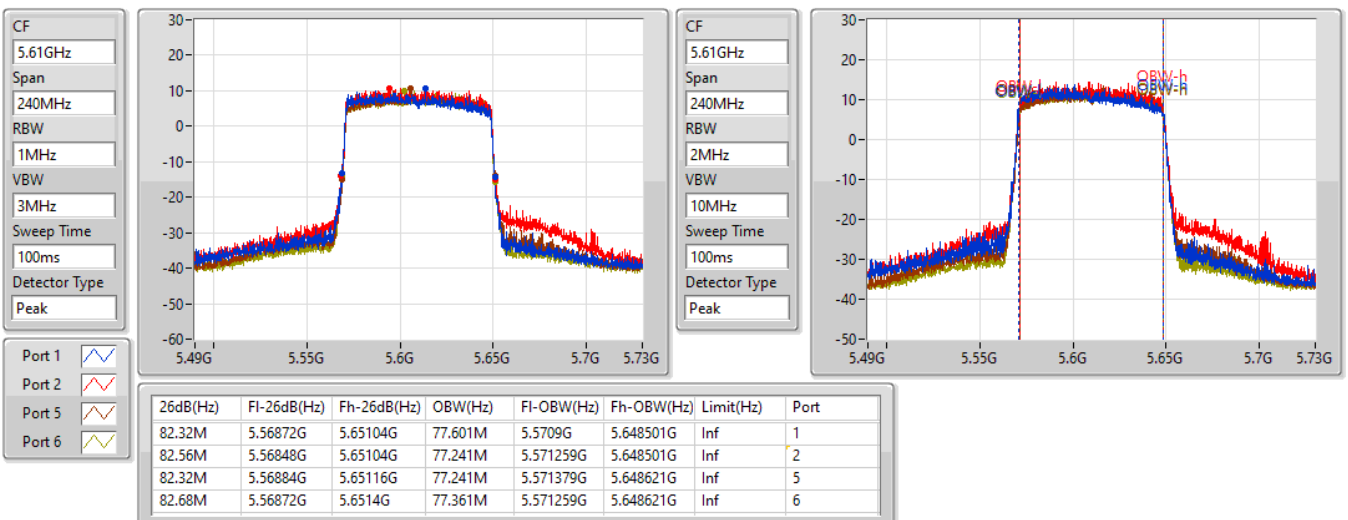 CF
5.61GHz
Span
240MHz
RBW
1MHz
VBW
3MHz
Sweep Time
100ms
Detector Type
Peak
30
20
10
0
-10
-20
-30
-40
-50
-60
5.49G 5.55G 5.6G 5.65G 5.7G 5.73G
CF
5.61GHz
Span
240MHz
RBW
2MHz
VBW
10MHz
Sweep Time
100ms
Detector Type
Peak
30
20
10
0
-10
-20
-30
-40
-50
OBW-h
OBW-h
5.49G 5.55G 5.6G 5.65G 5.7G 5.73G
Port 1
Port 2
Port 5
Port 6
26dB(Hz) Fl-26dB(Hz) Fh-26dB(Hz) OBW(Hz) Fl-OBW(Hz) Fh-OBW(Hz) Limit(Hz) Port
82.32M 5.56872G 5.65104G 77.601M 5.5709G 5.648501G Inf 1
82.56M 5.56848G 5.65104G 77.241M 5.571259G 5.648501G Inf 2
82.32M 5.56884G 5.65116G 77.241M 5.571379G 5.648621G Inf 5
82.68M 5.56872G 5.6514G 77.361M 5.571259G 5.648621G Inf 6